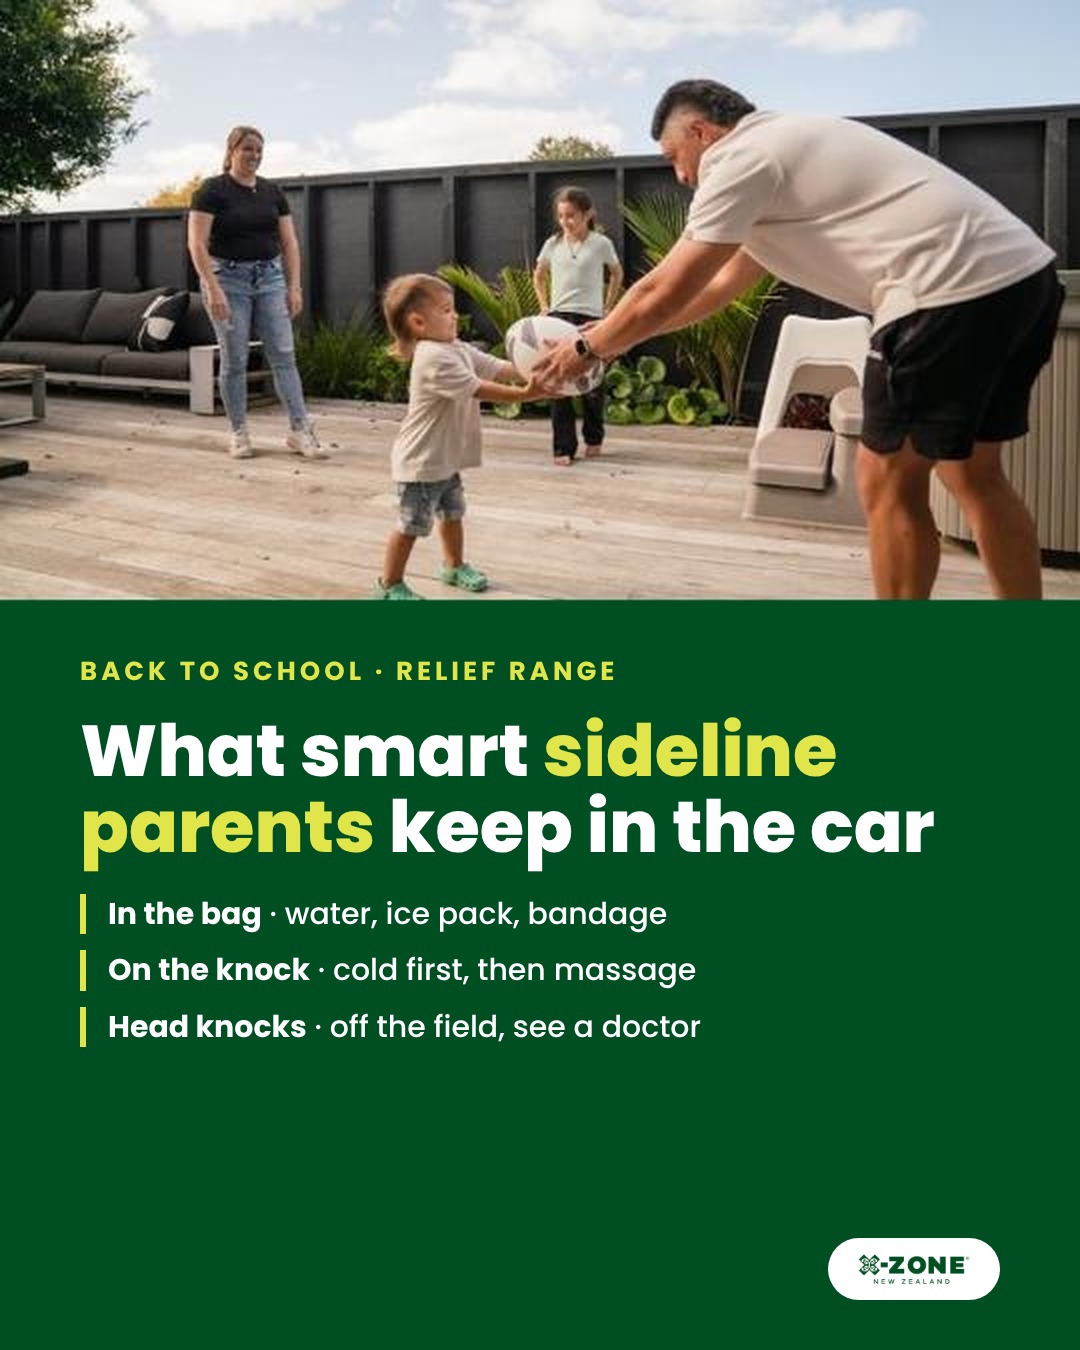 BACK TO SCHOOL · RELIEF RANGE
What smart sideline
parents keep in the car
In the bag · water, ice pack, bandage
On the knock · cold first, then massage
Head knocks · off the field, see a doctor
X-ZONE®
NEW ZEALAND